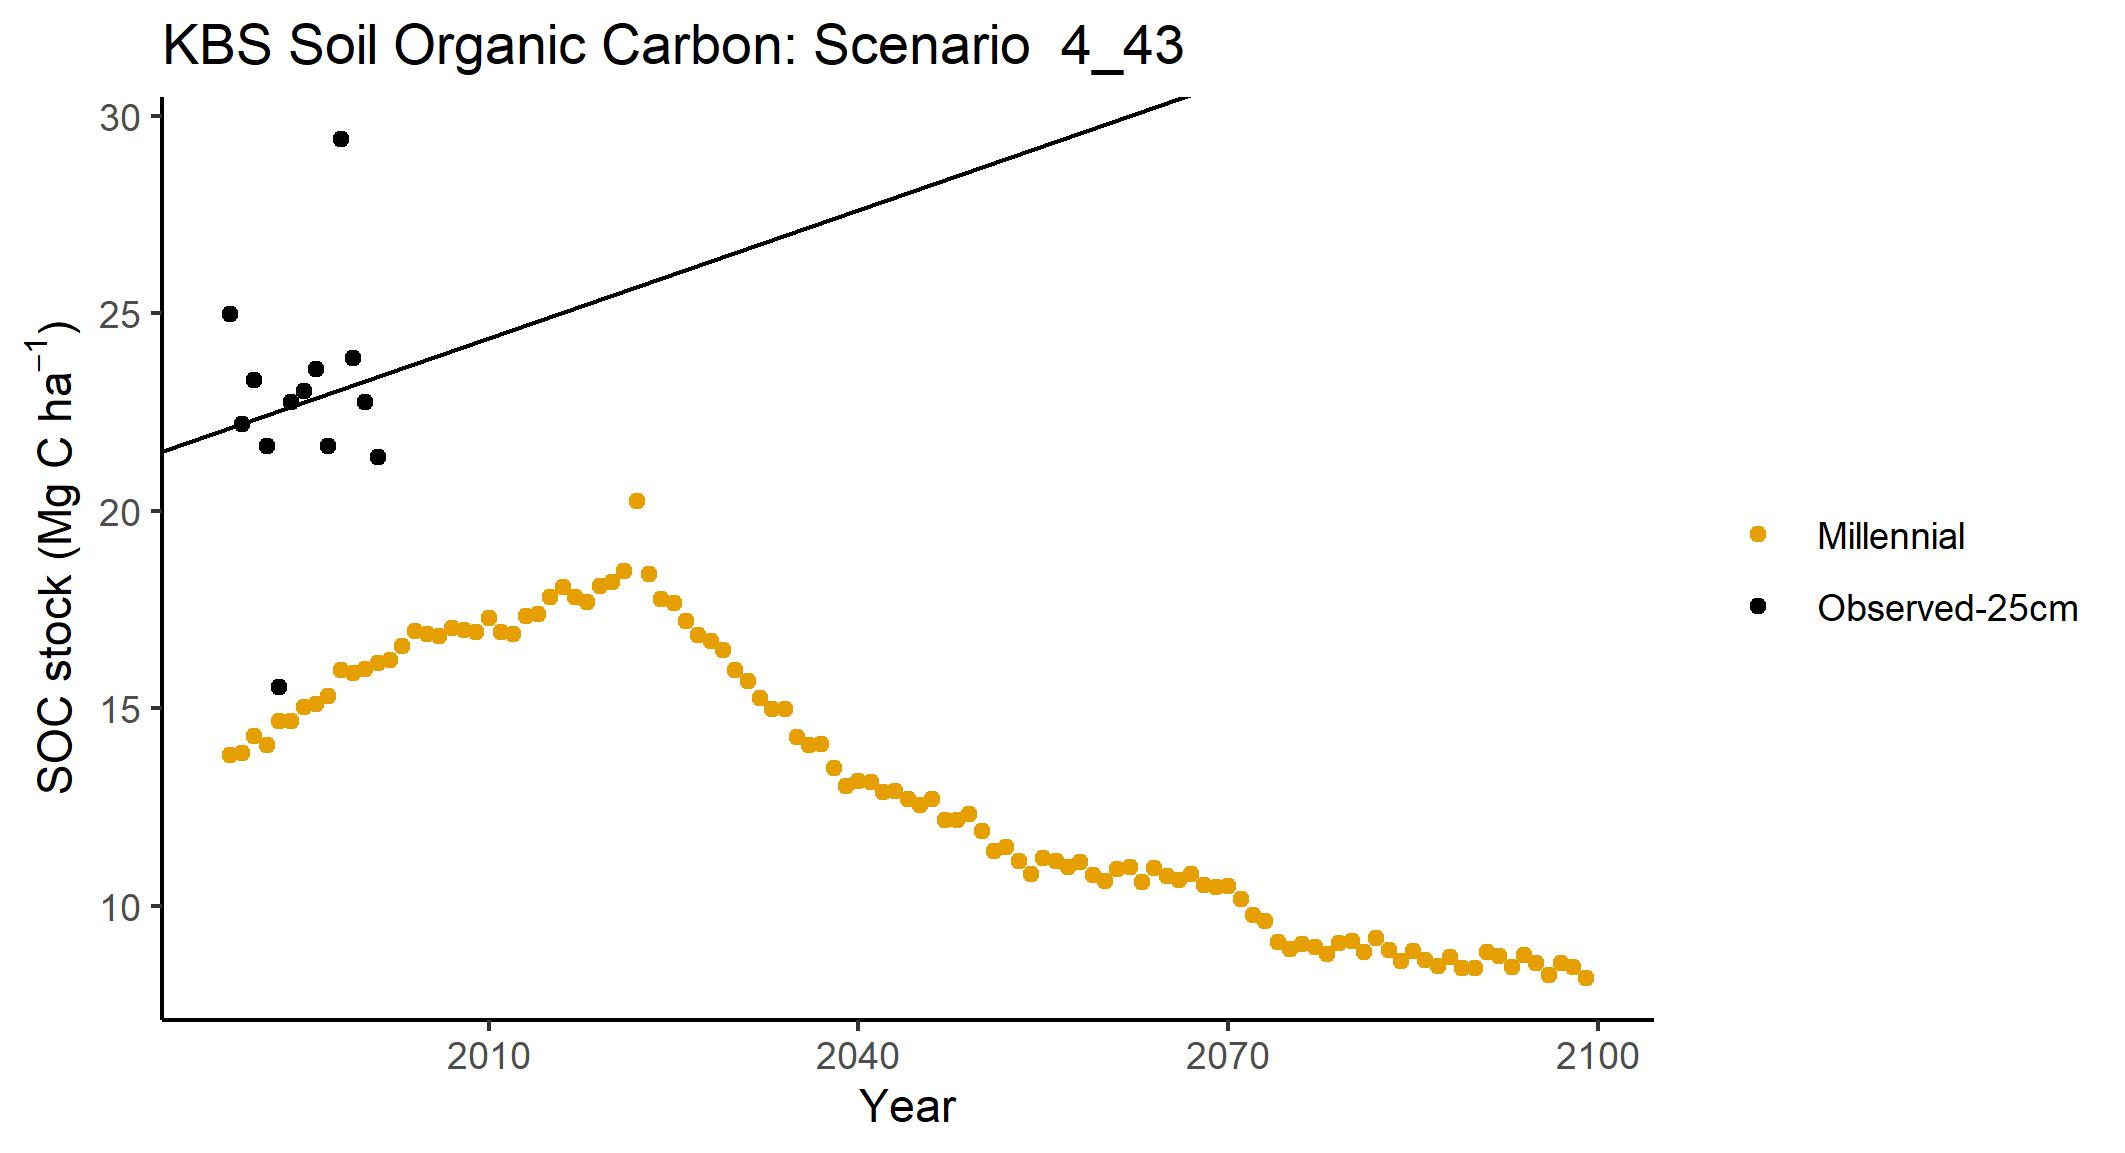 KBS Soil Organic Carbon: Scenario  4_43
SOC stock (Mg C ha⁻¹)
30
25
20
15
10
2010
2040
2070
2100
Year
Millennial
Observed-25cm